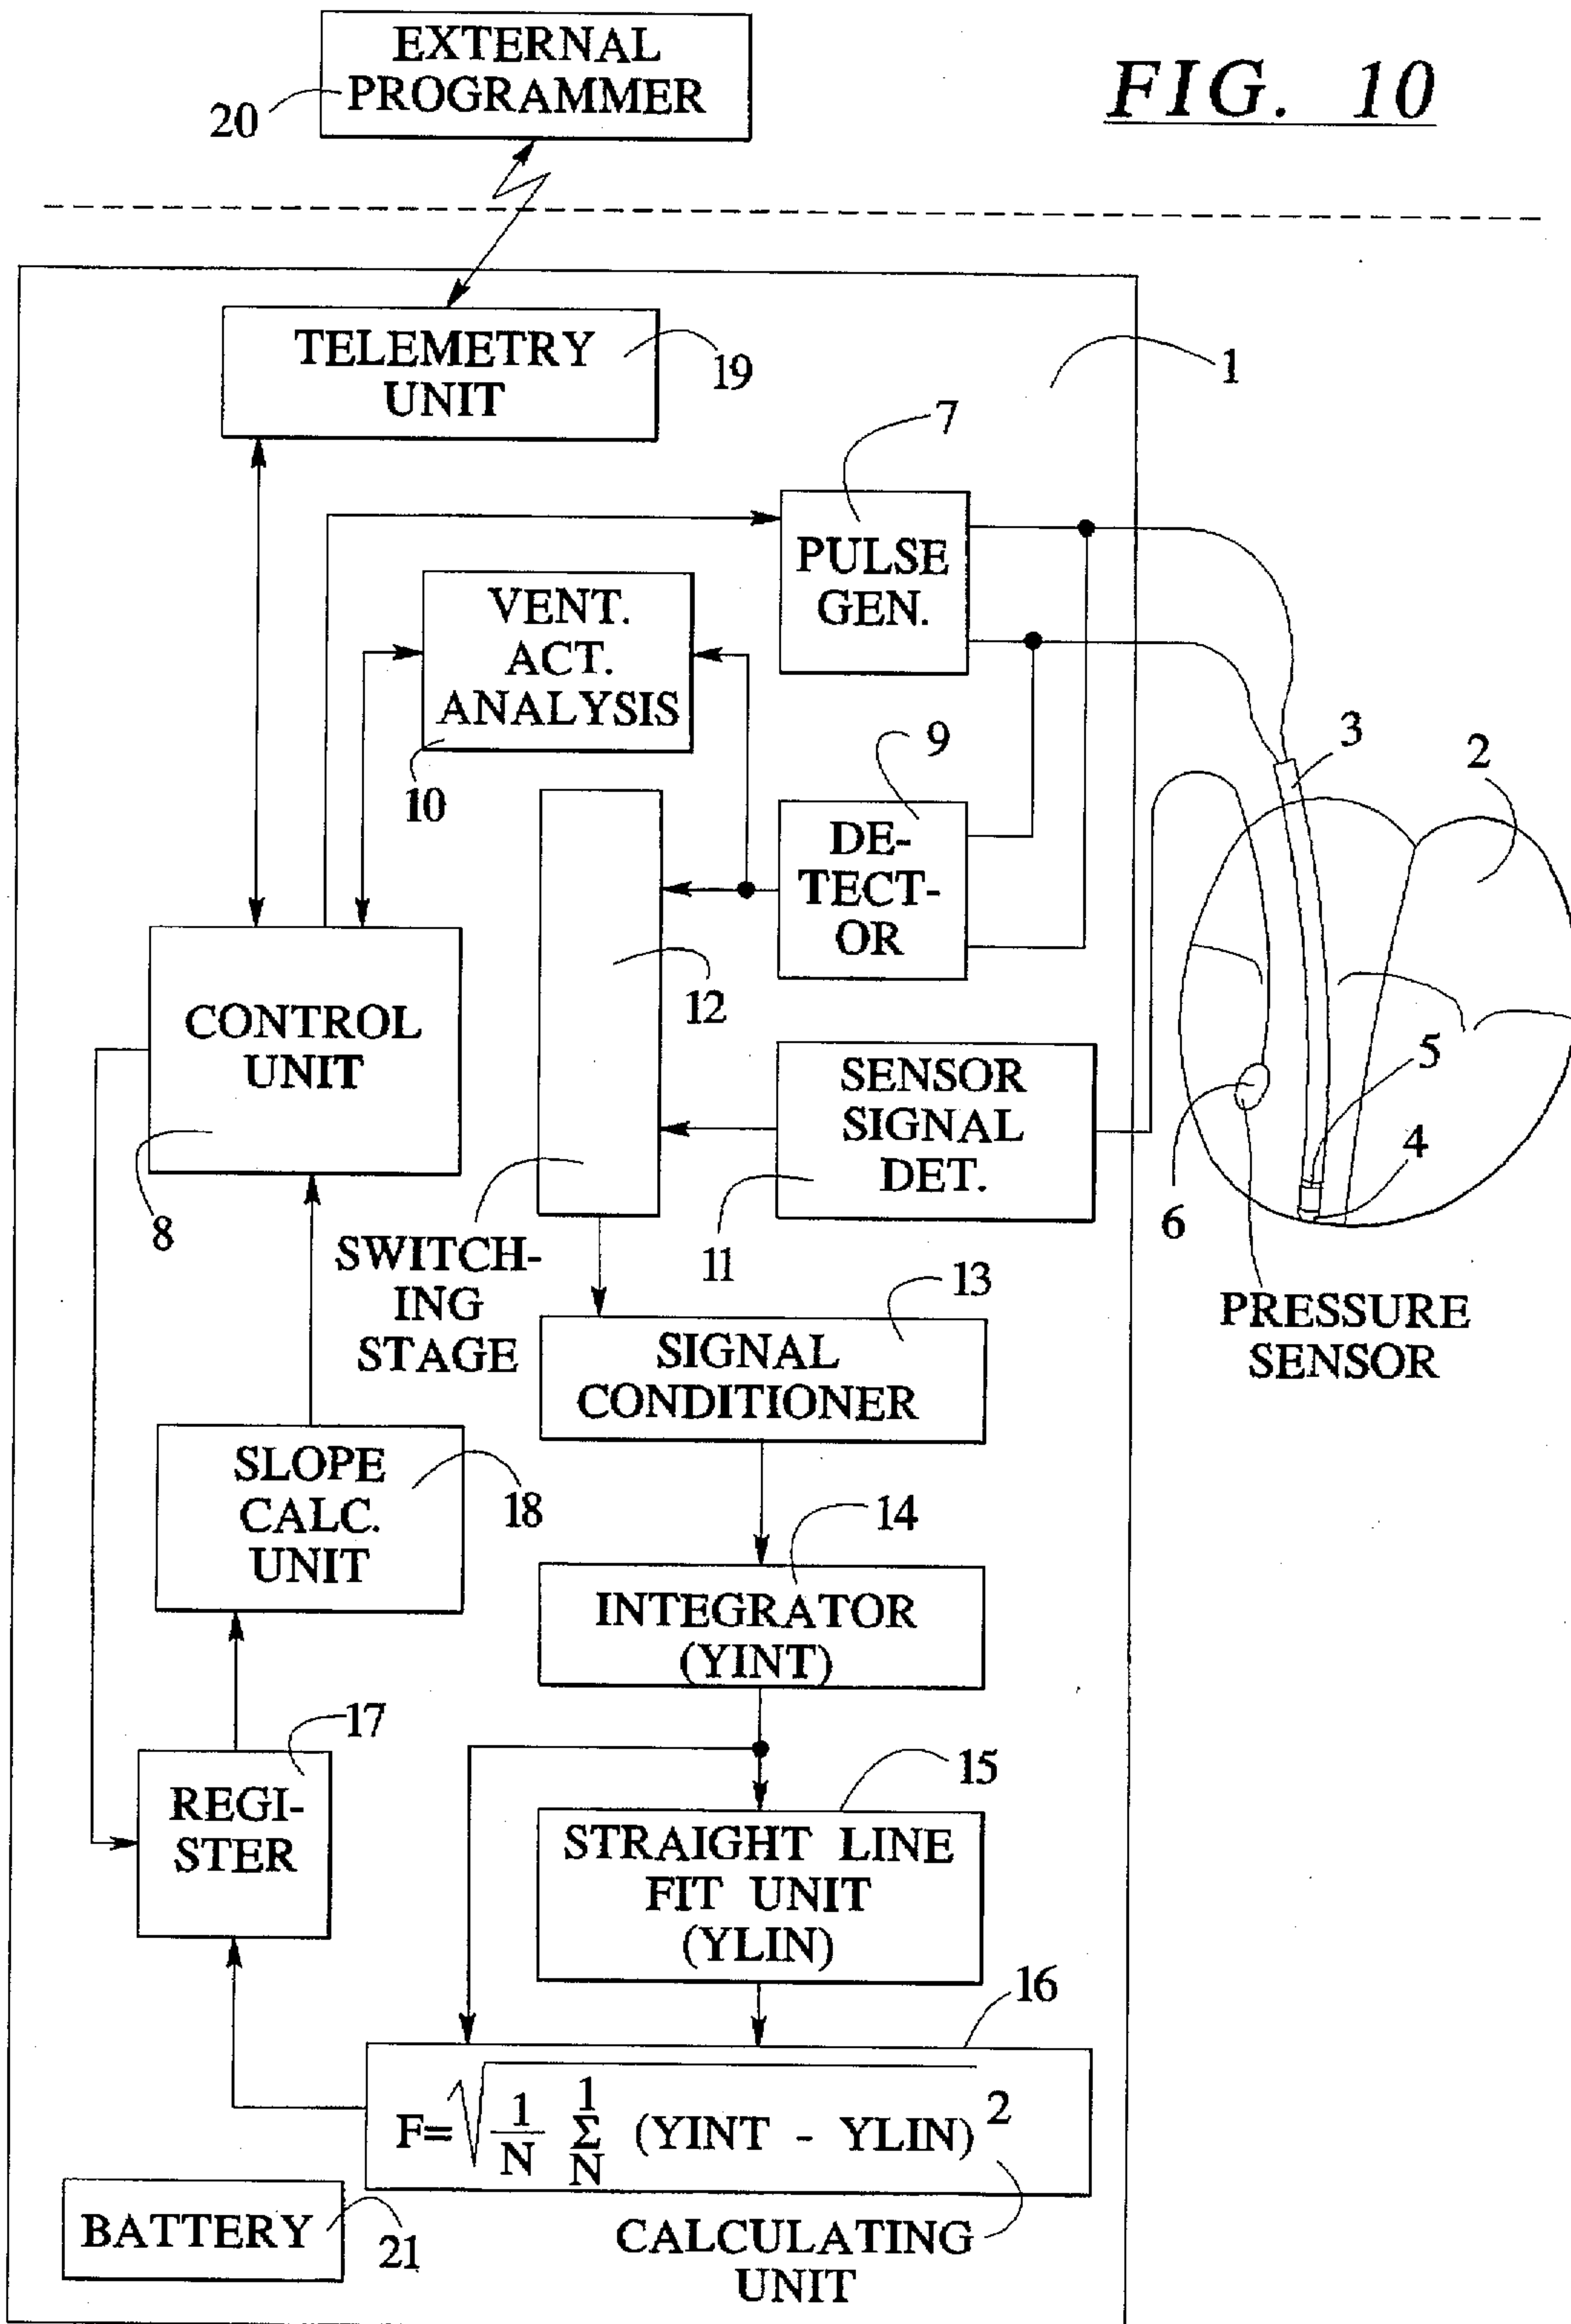 EXTERNAL
PROGRAMMER
20
FIG. 10
TELEMETRY
UNIT
19
1
7
PULSE
GEN.
VENT.
ACT.
ANALYSIS
10
9
DE-
TECT-
OR
3
2
12
CONTROL
UNIT
8
SENSOR
SIGNAL
DET.
11
5
4
6
SWITCH-
ING
STAGE
PRESSURE
SENSOR
13
SIGNAL
CONDITIONER
SLOPE
CALC.
UNIT
18
14
INTEGRATOR
(YINT)
17
REGI-
STER
15
STRAIGHT LINE
FIT UNIT
(YLIN)
16
F=√ 1/N 1 Σ N (YINT - YLIN) 2
CALCULATING
UNIT
BATTERY
21